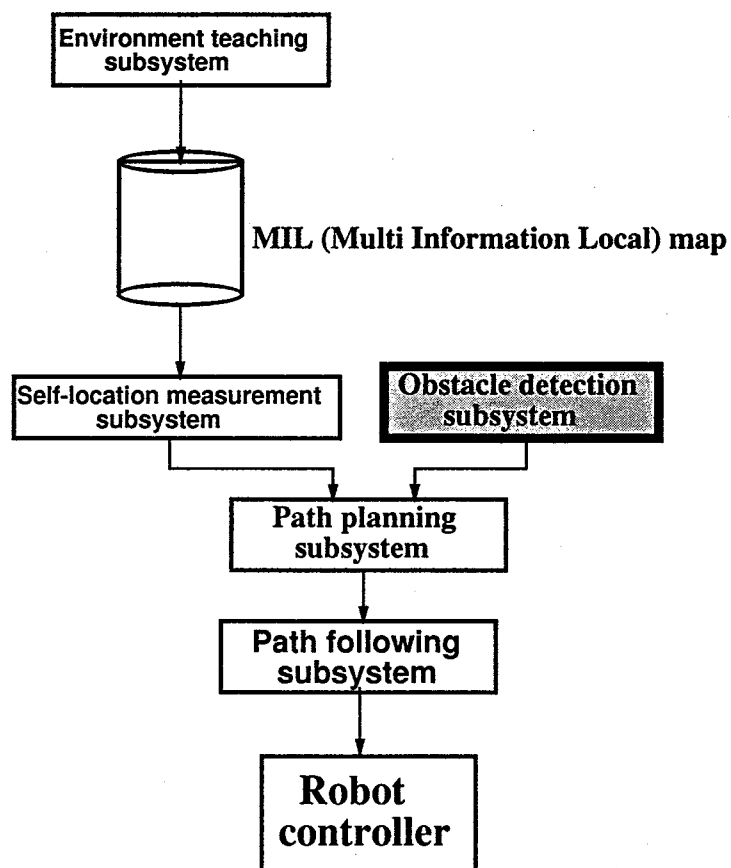 Environment teaching
subsystem
MIL (Multi Information Local) map
Self-location measurement
subsystem
Obstacle detection
subsystem
Path planning
subsystem
Path following
subsystem
Robot
controller